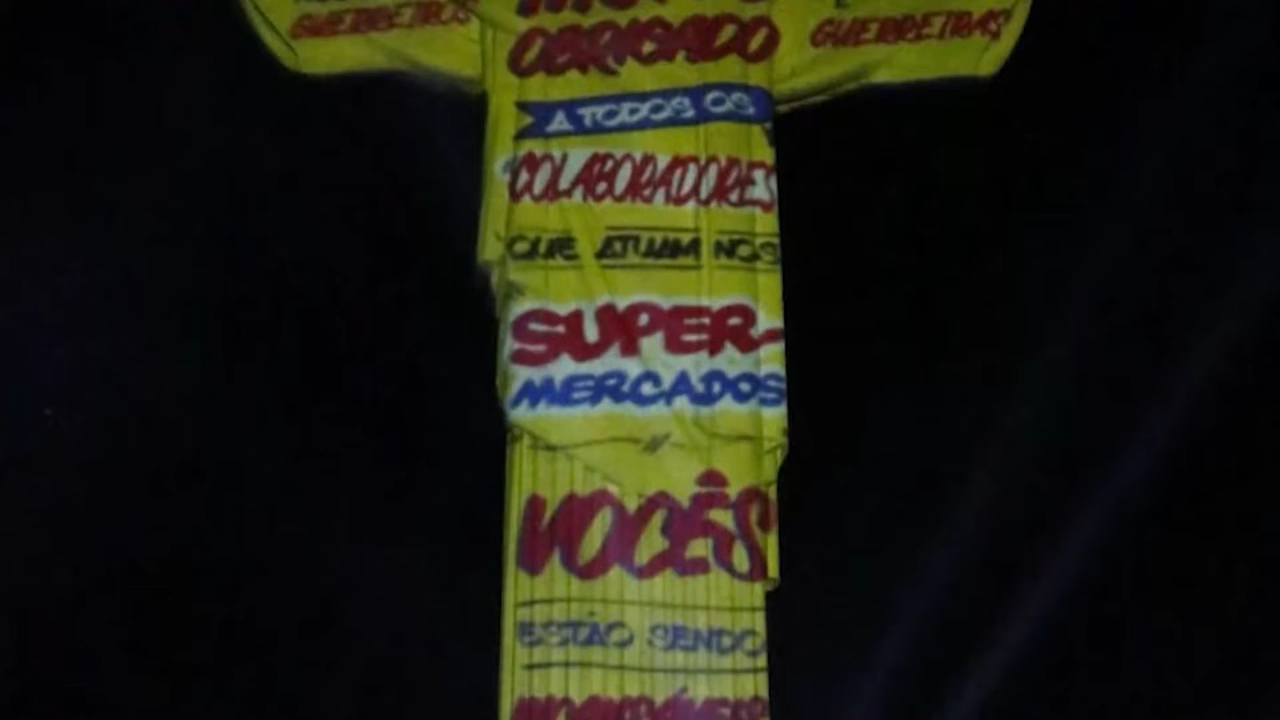 GUERREIROS
GUERREIRAS
OBRIGADO
A TODOS OS
COLABORADORES
QUE ATUAM NOS
SUPER-
MERCADOS
VOCÊS
ESTÃO SENDO